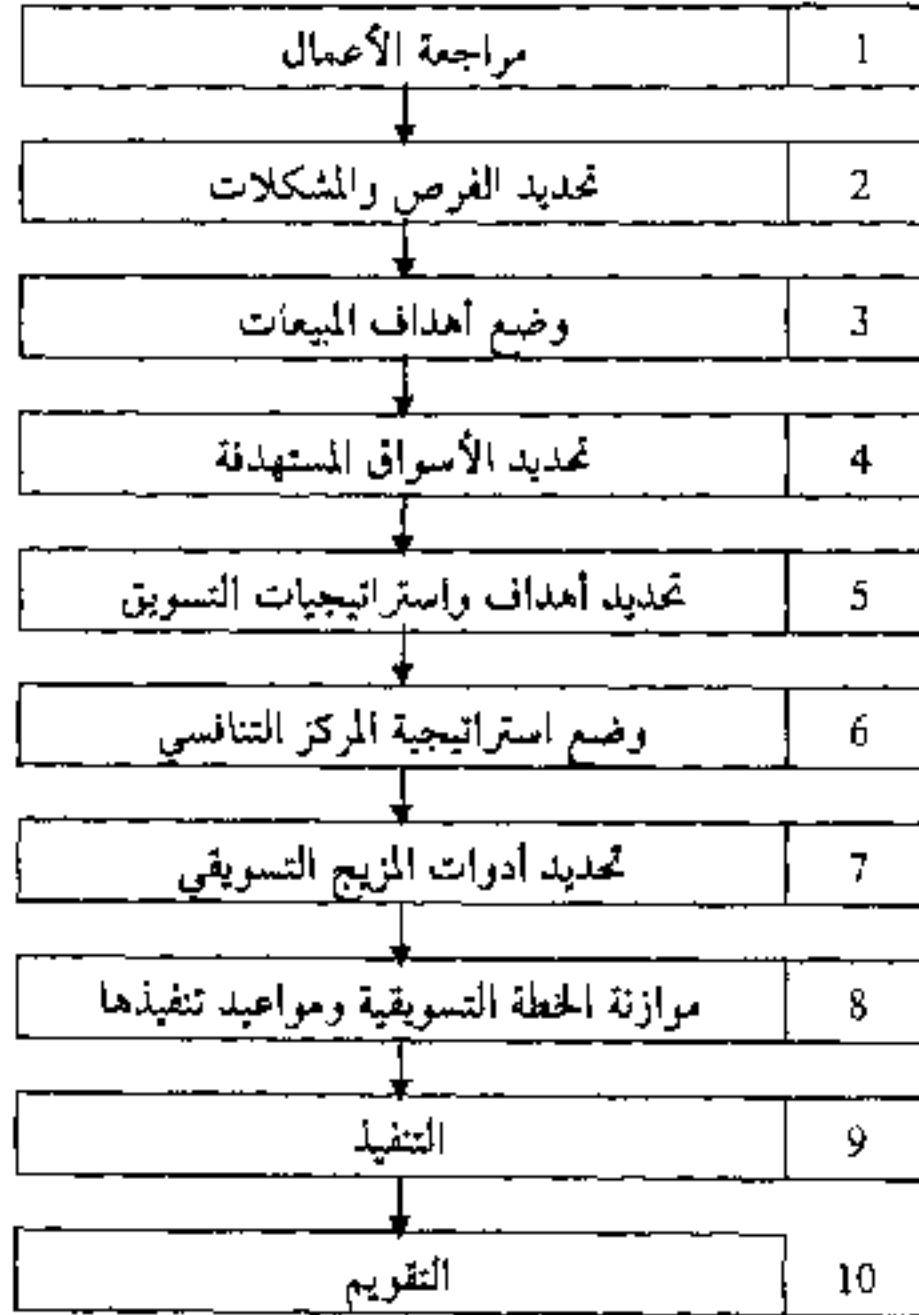 1 مراجعة الأعمال
2 تحديد الفرص والمشكلات
3 وضع أهداف المبيعات
4 تحديد الأسواق المستهدفة
5 تحديد أهداف واستراتيجيات التسويق
6 وضع استراتيجية المركز التنافسي
7 تحديد أدوات المزيج التسويقي
8 موازنة الخطة التسويقية ومواعيد تنفيذها
9 التنفيذ
10 التقويم